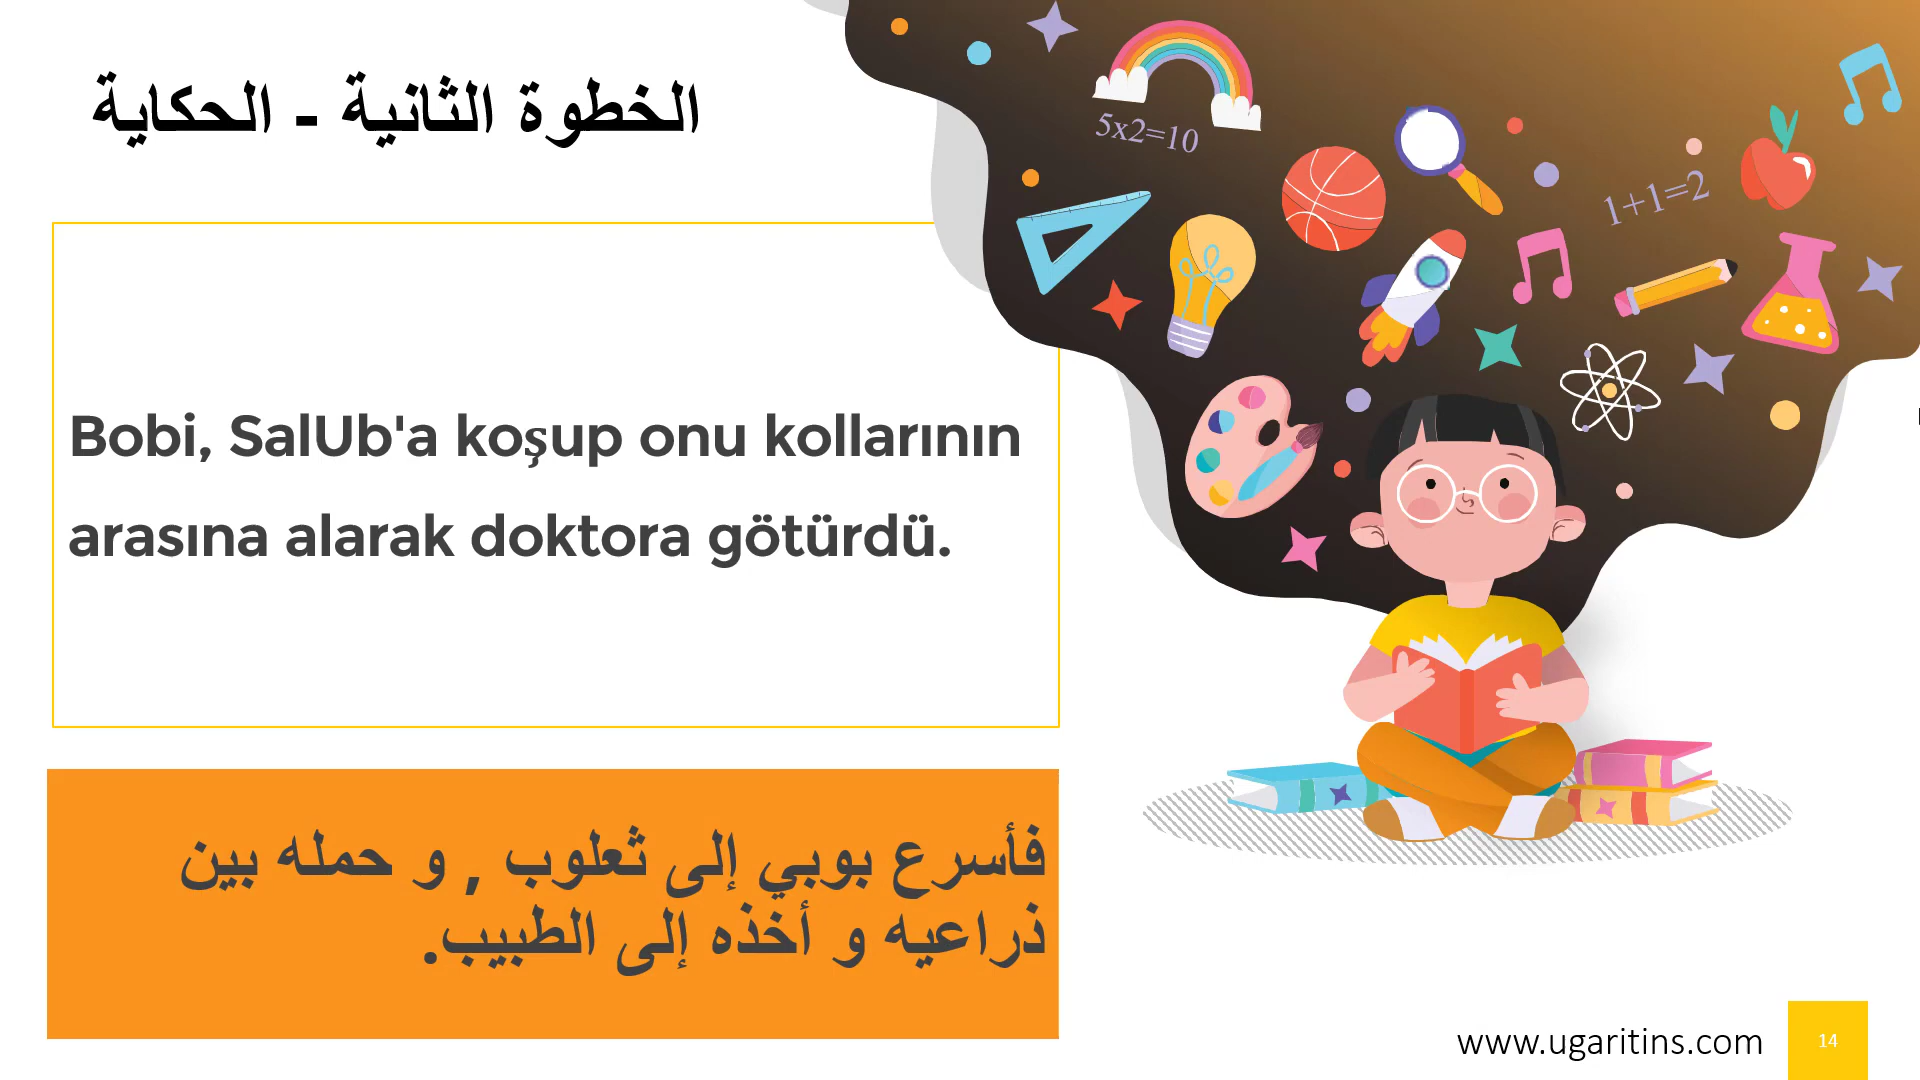 الخطوة الثانية - الحكاية
5x2=10
1+1=2
Bobi, SalUb'a koşup onu kollarının
arasına alarak doktora götürdü.
فأسرع بوبي إلى ثعلوب , و حمله بين
ذراعيه و أخذه إلى الطبيب.
www.ugaritins.com
14